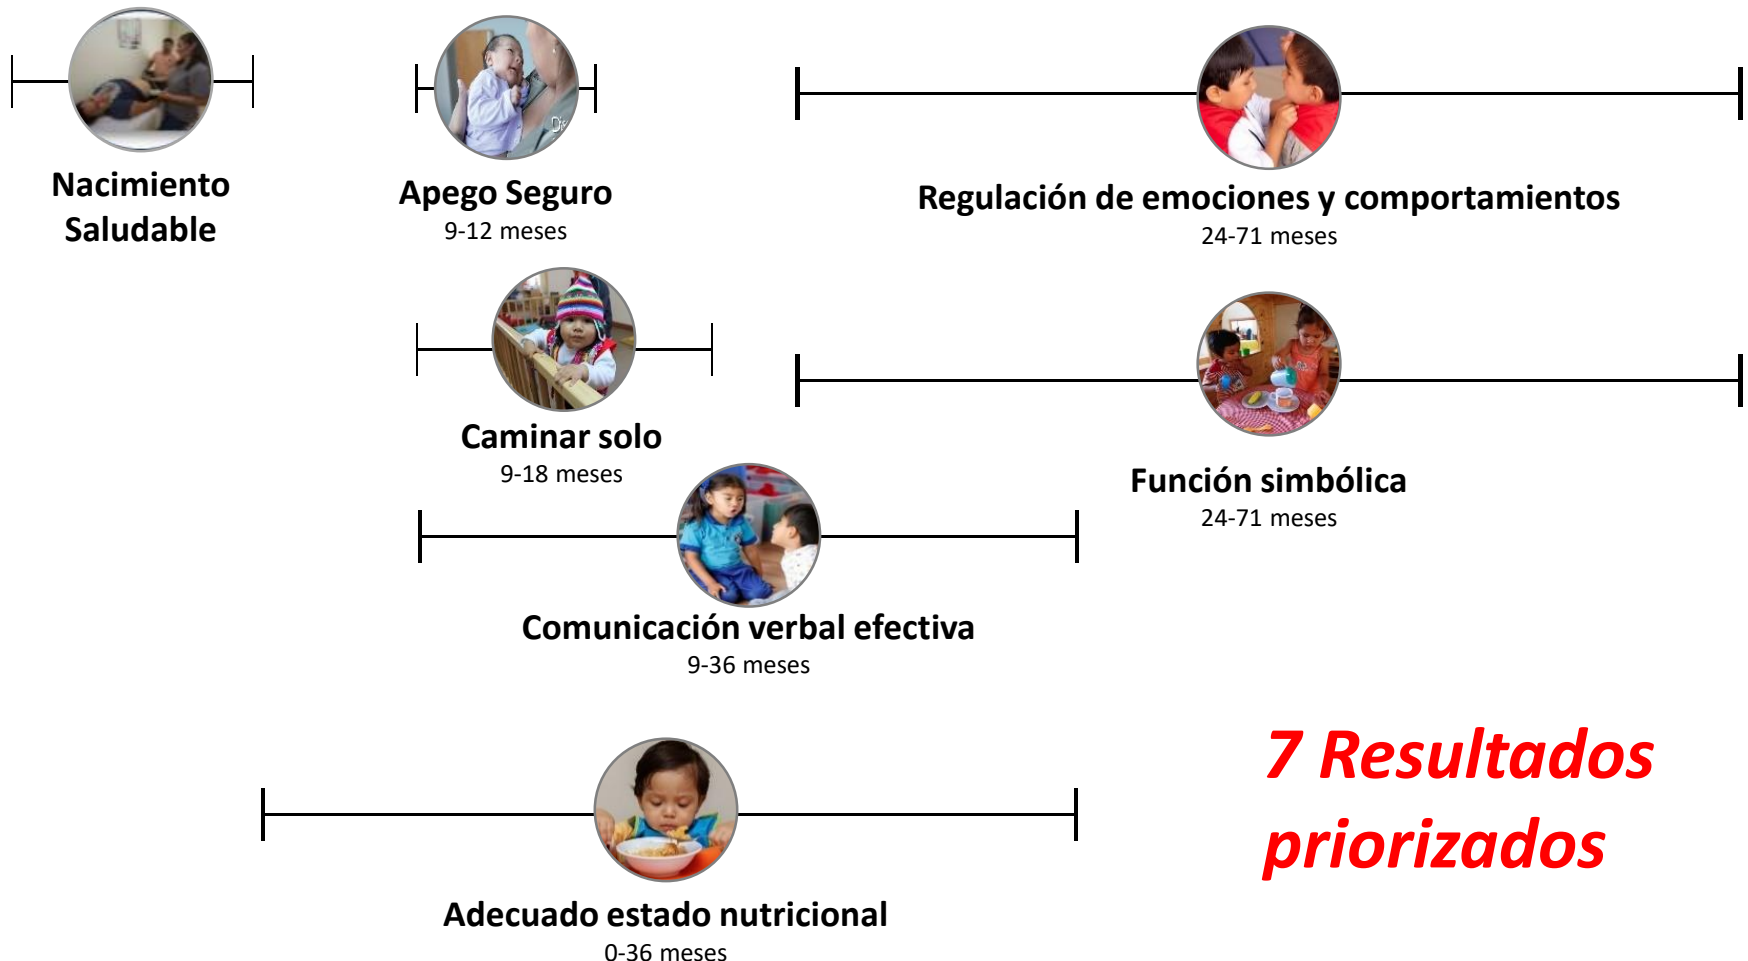 Nacimiento
Saludable
Apego Seguro
9-12 meses
Regulación de emociones y comportamientos
24-71 meses
Caminar solo
9-18 meses
Función simbólica
24-71 meses
Comunicación verbal efectiva
9-36 meses
7 Resultados
priorizados
Adecuado estado nutricional
0-36 meses